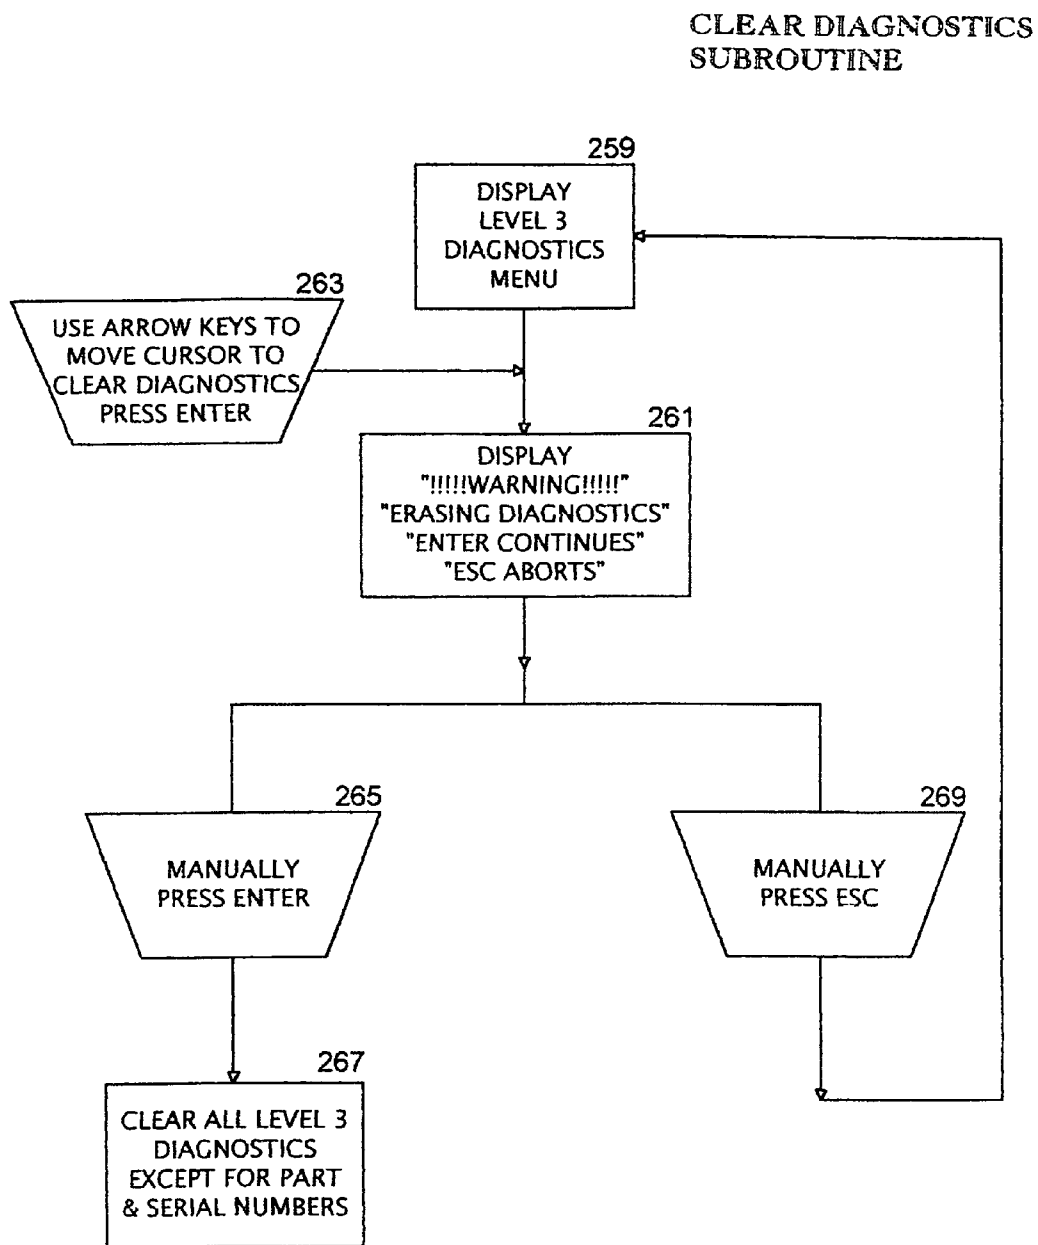 CLEAR DIAGNOSTICS
SUBROUTINE
259
DISPLAY
LEVEL 3
DIAGNOSTICS
MENU
263
USE ARROW KEYS TO
MOVE CURSOR TO
CLEAR DIAGNOSTICS
PRESS ENTER
261
DISPLAY
"!!!!!WARNING!!!!!"
"ERASING DIAGNOSTICS"
"ENTER CONTINUES"
"ESC ABORTS"
265
MANUALLY
PRESS ENTER
269
MANUALLY
PRESS ESC
267
CLEAR ALL LEVEL 3
DIAGNOSTICS
EXCEPT FOR PART
& SERIAL NUMBERS